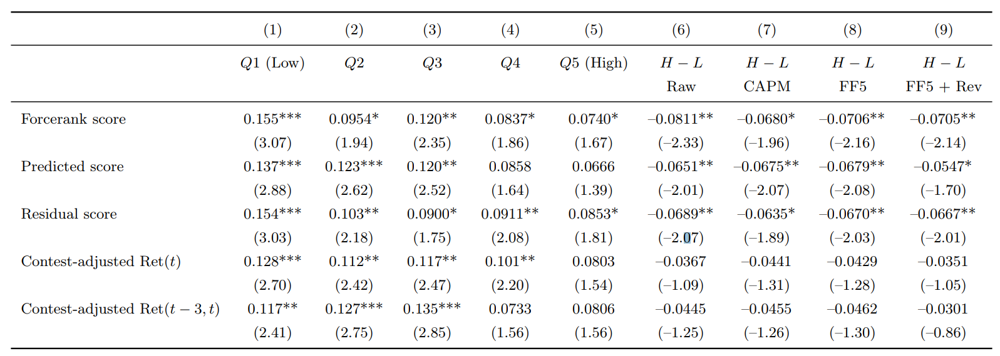 (1) (2) (3) (4) (5) (6) (7) (8) (9)
Q1 (Low) Q2 Q3 Q4 Q5 (High) H – L H – L H – L H – L
Raw CAPM FF5 FF5 + Rev
Forcerank score 0.155*** 0.0954* 0.120** 0.0837* 0.0740* –0.0811** –0.0680* –0.0706** –0.0705**
(3.07) (1.94) (2.35) (1.86) (1.67) (–2.33) (–1.96) (–2.16) (–2.14)
Predicted score 0.137*** 0.123*** 0.120** 0.0858 0.0666 –0.0651** –0.0675** –0.0679** –0.0547*
(2.88) (2.62) (2.52) (1.64) (1.39) (–2.01) (–2.07) (–2.08) (–1.70)
Residual score 0.154*** 0.103** 0.0900* 0.0911** 0.0853* –0.0689** –0.0635* –0.0670** –0.0667**
(3.03) (2.18) (1.75) (2.08) (1.81) (–2.07) (–1.89) (–2.03) (–2.01)
Contest-adjusted Ret(t) 0.128*** 0.112** 0.117** 0.101** 0.0803 –0.0367 –0.0441 –0.0429 –0.0351
(2.70) (2.42) (2.47) (2.20) (1.54) (–1.09) (–1.31) (–1.28) (–1.05)
Contest-adjusted Ret(t – 3, t) 0.117** 0.127*** 0.135*** 0.0733 0.0806 –0.0445 –0.0455 –0.0462 –0.0301
(2.41) (2.75) (2.85) (1.56) (1.56) (–1.25) (–1.26) (–1.30) (–0.86)